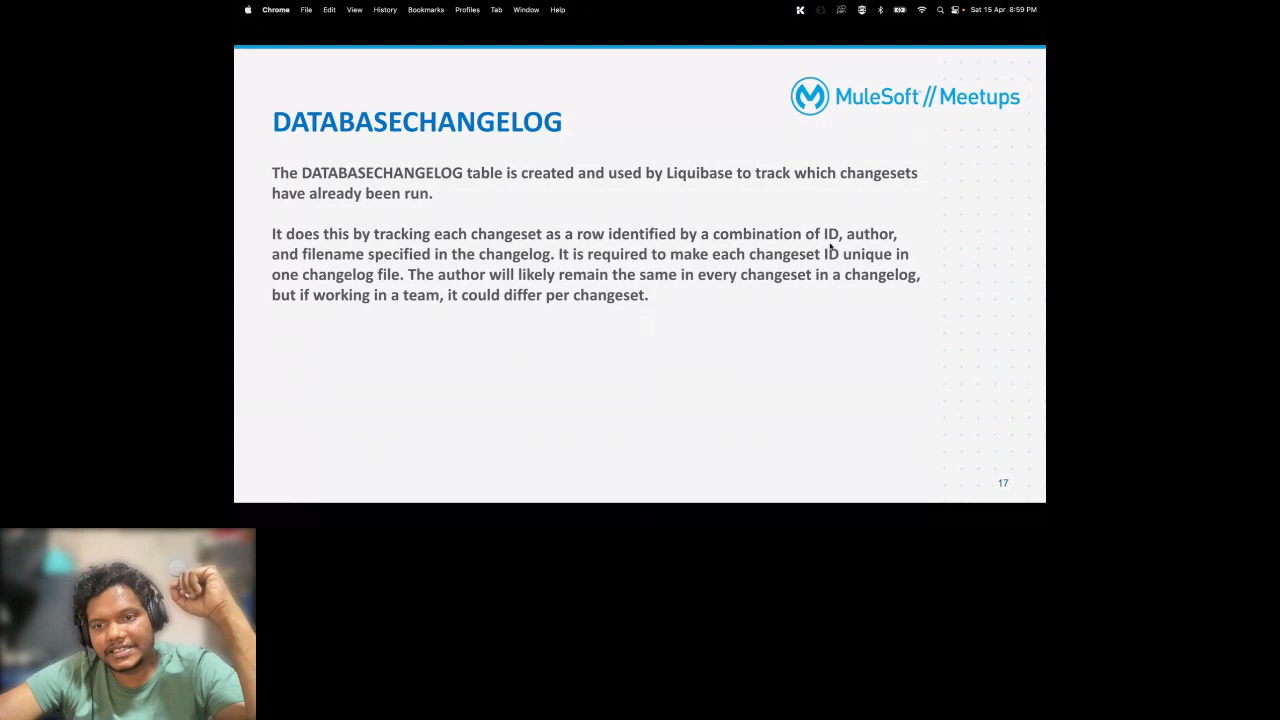 Chrome File Edit View History Bookmarks Profiles Tab Window Help
Sat 15 Apr 8:59 PM
MuleSoft // Meetups
DATABASECHANGELOG
The DATABASECHANGELOG table is created and used by Liquibase to track which changesets
have already been run.
It does this by tracking each changeset as a row identified by a combination of ID, author,
and filename specified in the changelog. It is required to make each changeset ID unique in
one changelog file. The author will likely remain the same in every changeset in a changelog,
but if working in a team, it could differ per changeset.
17